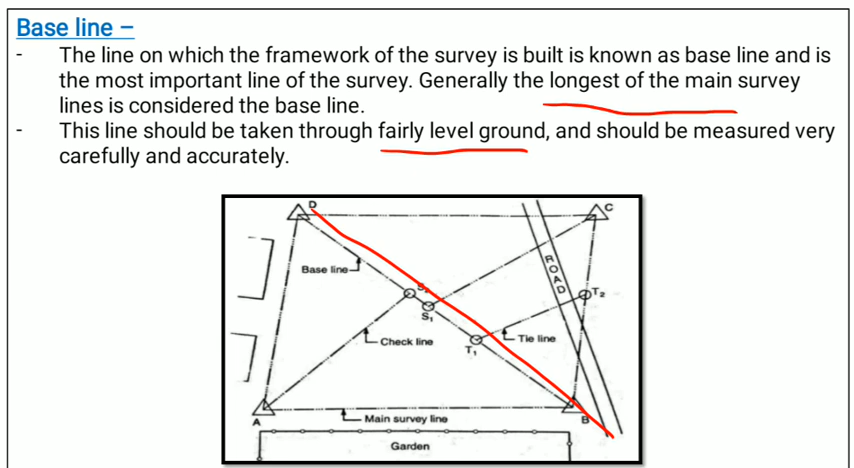 Base line –
- The line on which the framework of the survey is built is known as base line and is
the most important line of the survey. Generally the longest of the main survey
lines is considered the base line.
- This line should be taken through fairly level ground, and should be measured very
carefully and accurately.
D
C
Base line
ROAD
S2
T2
S1
Check line
T1
Tie line
A
Main survey line
B
Garden